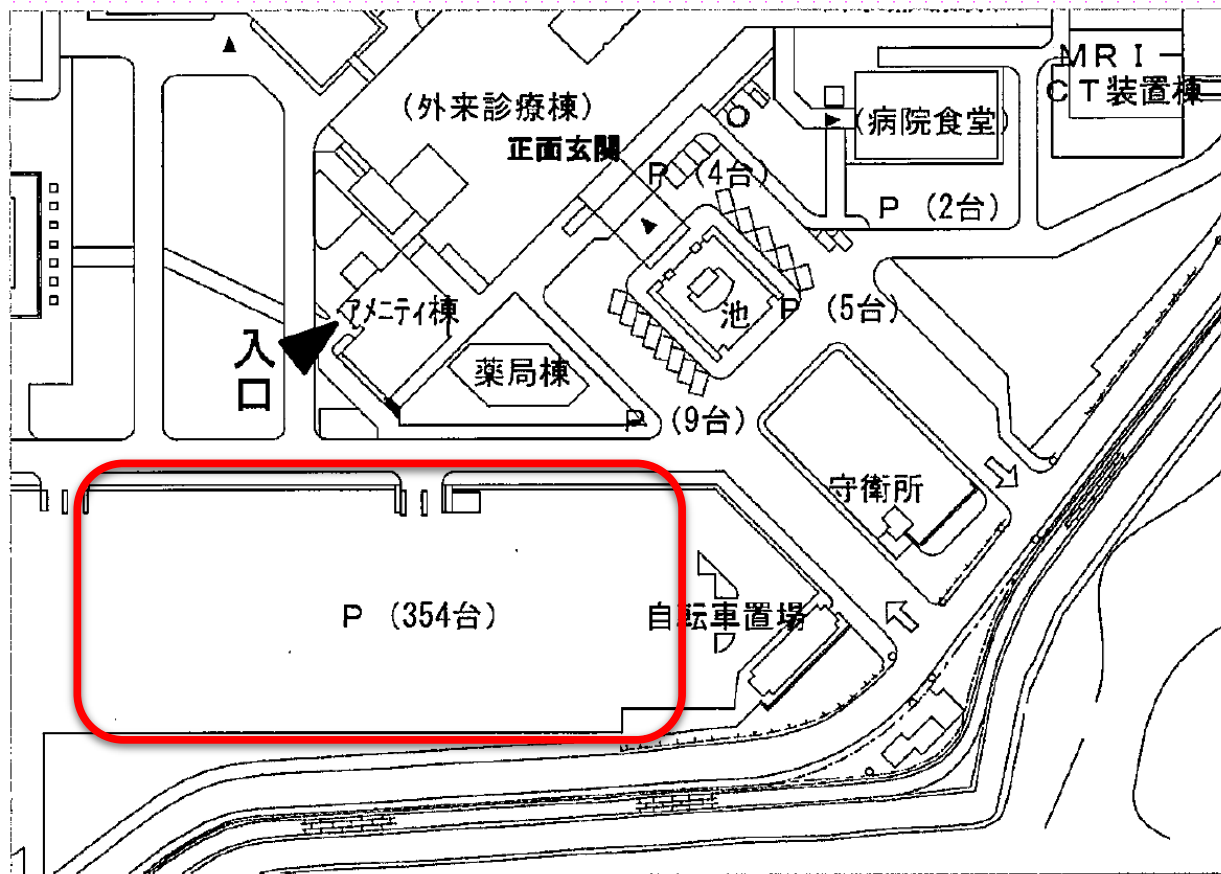 MRI－
CT装置棟
(外来診療棟)
(病院食堂)
正面玄関
P (4台)
P (2台)
アメニティ棟
池
P (5台)
入
口
薬局棟
P (9台)
守衛所
P (354台)
自転車置場